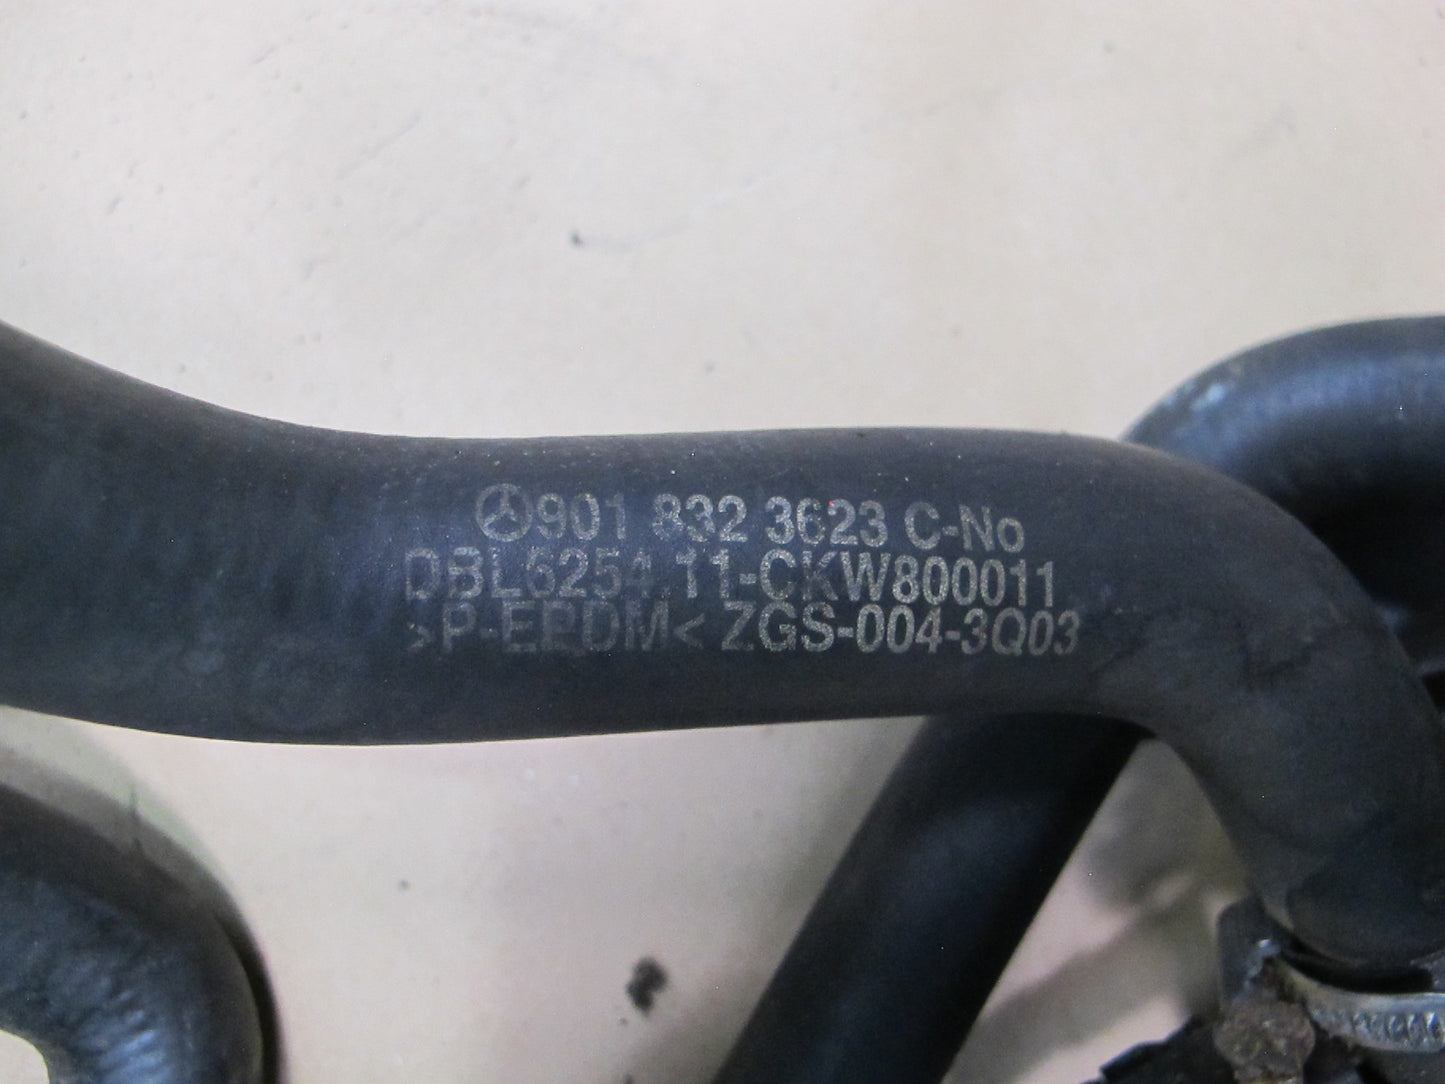 901 832 3623 C-No
DBL6254.11-CKW800011
>P-EPDM< ZGS-004-3Q03